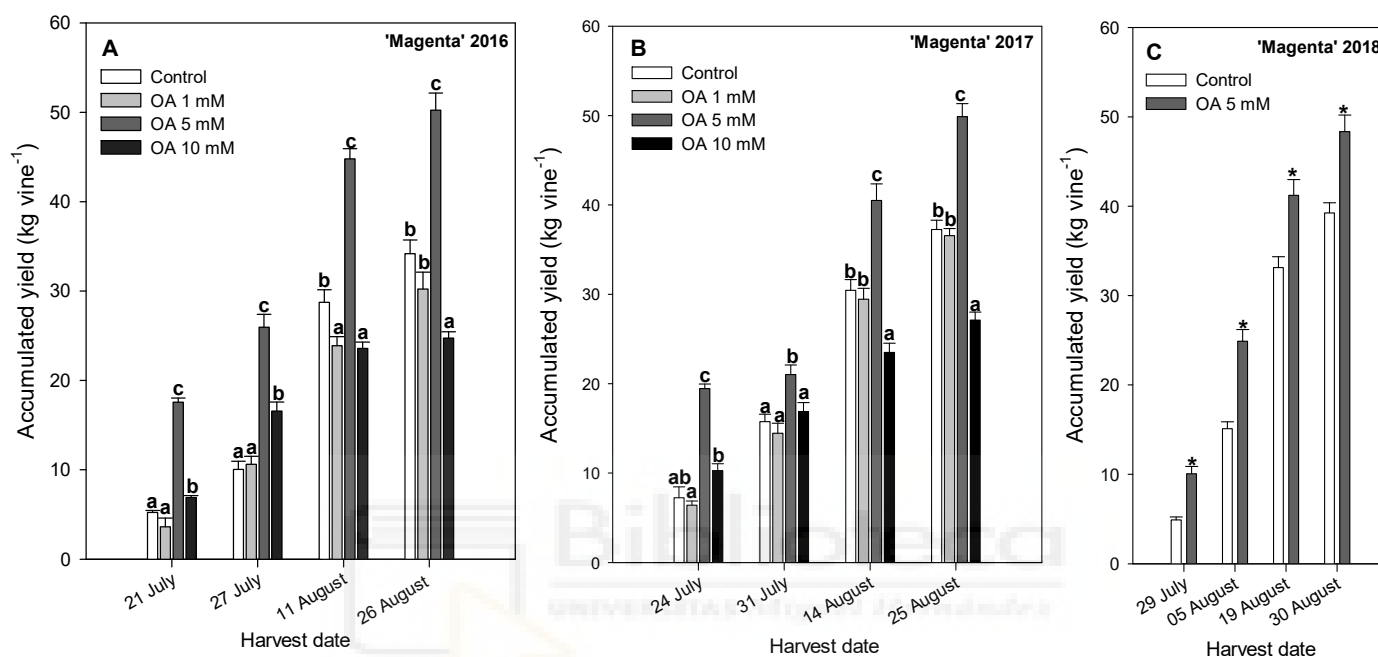 A
'Magenta' 2016
Control
OA 1 mM
OA 5 mM
OA 10 mM
Accumulated yield (kg vine-1)
60
50
40
30
20
10
0
a a c b
a a c b
b a c a
b b c a
21 July
27 July
11 August
26 August
Harvest date
B
'Magenta' 2017
Control
OA 1 mM
OA 5 mM
OA 10 mM
Accumulated yield (kg vine-1)
60
50
40
30
20
10
0
ab a c b
a a b a
b b c a
b b c a
24 July
31 July
14 August
25 August
Harvest date
C
'Magenta' 2018
Control
OA 5 mM
Accumulated yield (kg vine-1)
60
50
40
30
20
10
0
*
*
*
*
29 July
05 August
19 August
30 August
Harvest date
Biblioteca
UNIVERSITAS Miguel Hernández